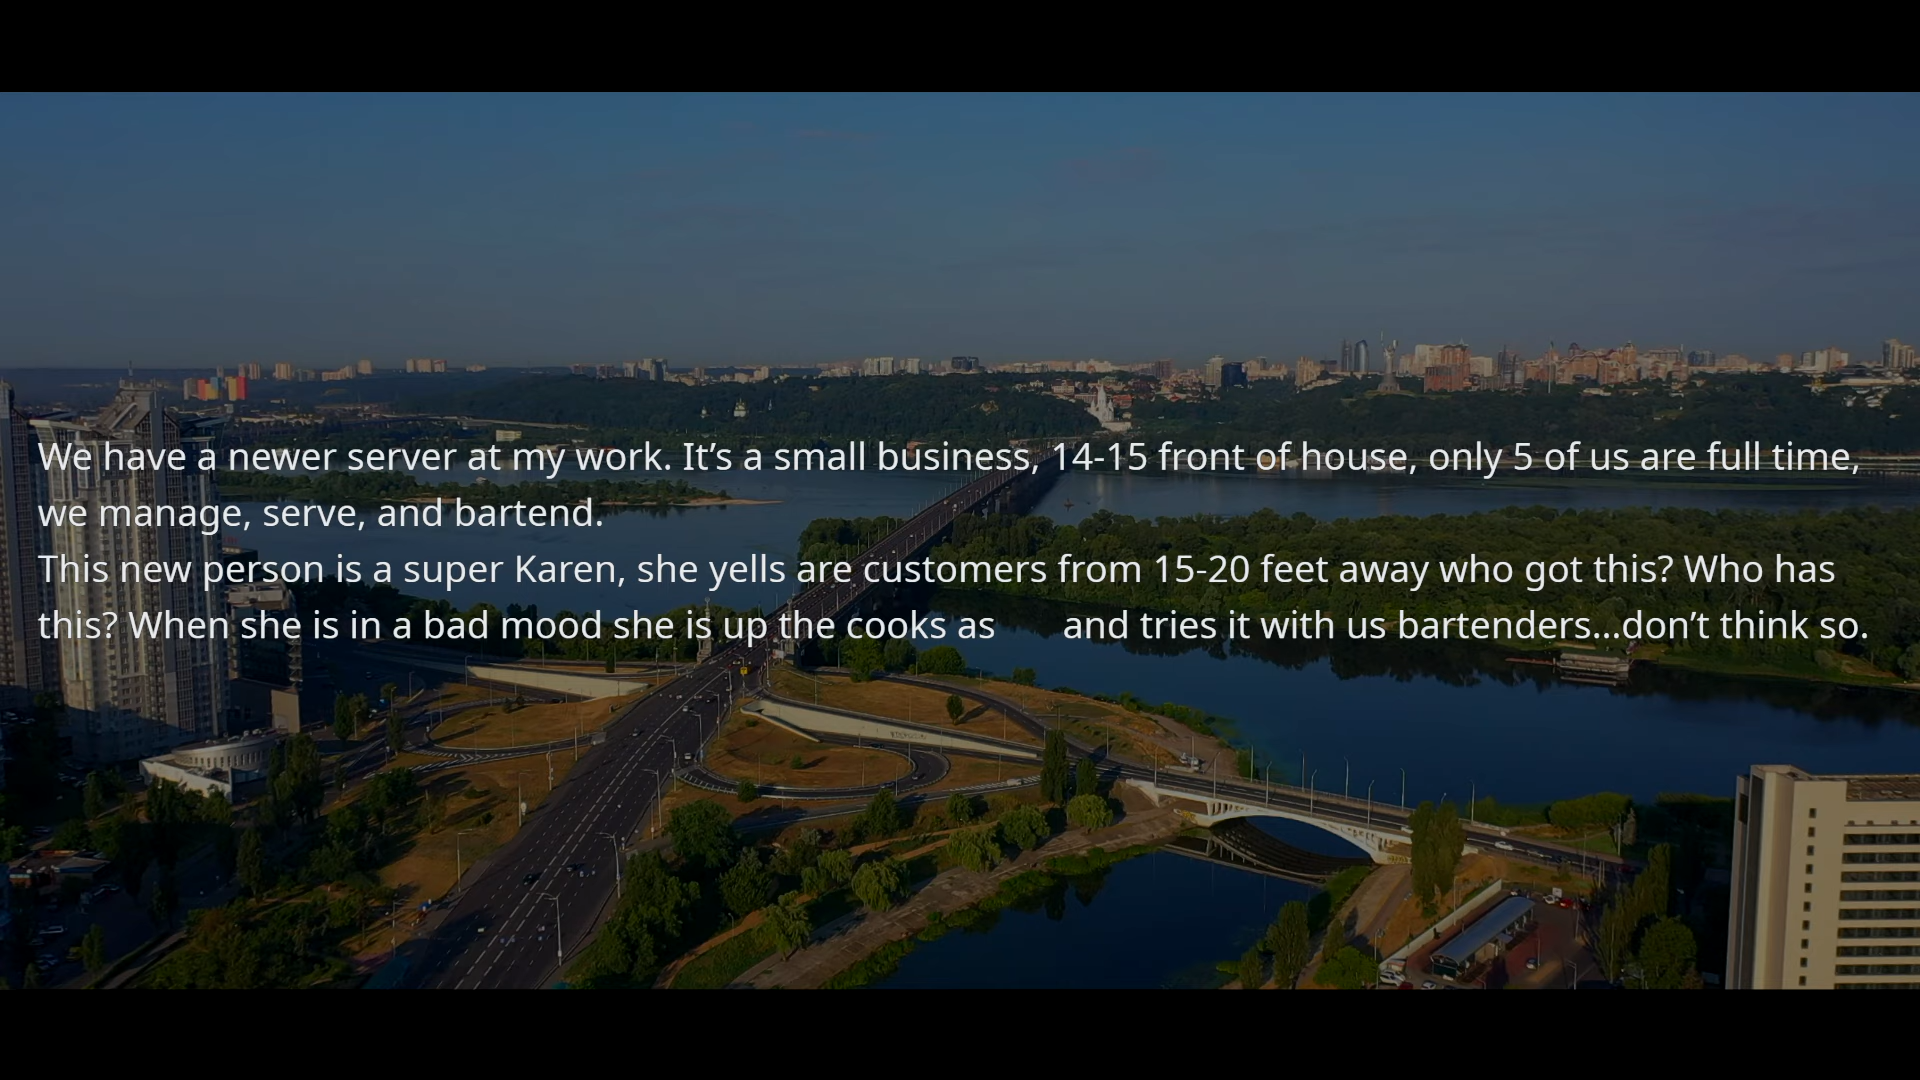 We have a newer server at my work. It’s a small business, 14-15 front of house, only 5 of us are full time,
we manage, serve, and bartend.
This new person is a super Karen, she yells are customers from 15-20 feet away who got this? Who has
this? When she is in a bad mood she is up the cooks as and tries it with us bartenders...don’t think so.